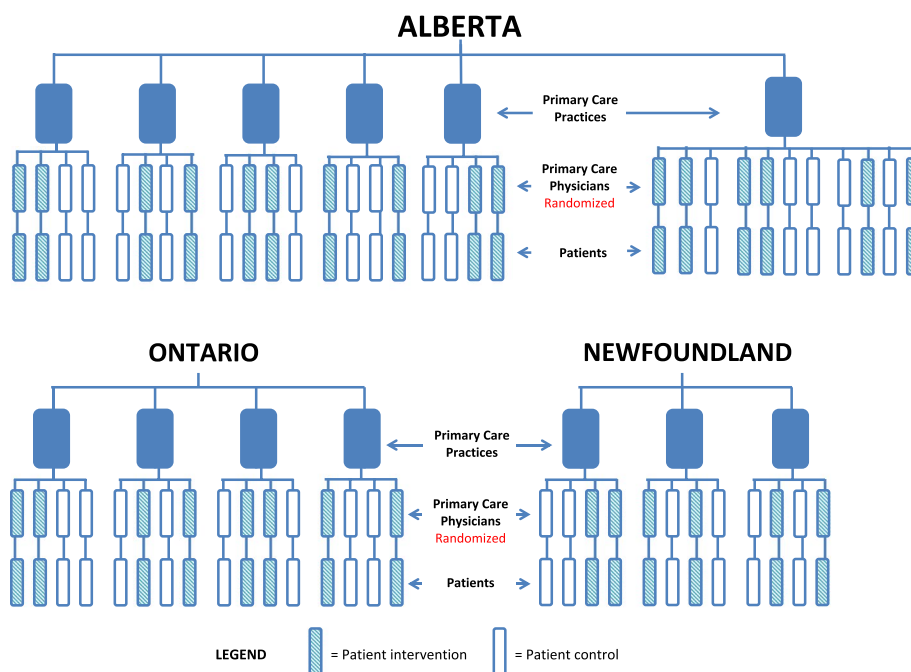 ALBERTA
Primary Care
Practices
Primary Care
Physicians
Randomized
Patients
ONTARIO
NEWFOUNDLAND
Primary Care
Practices
Primary Care
Physicians
Randomized
Patients
LEGEND = Patient intervention = Patient control